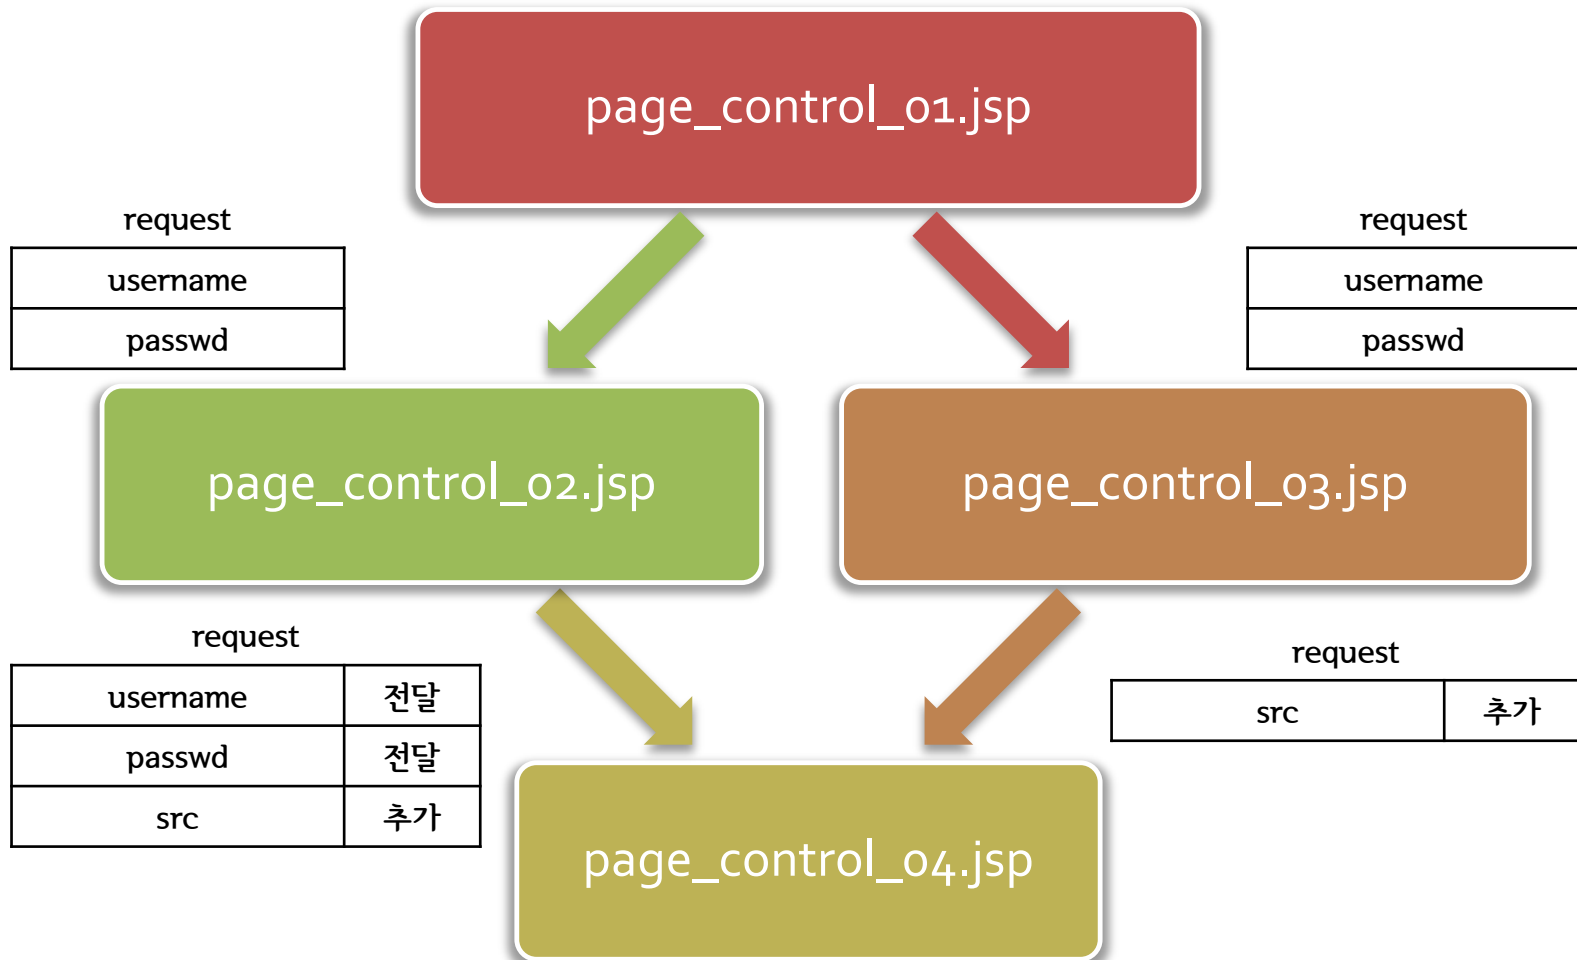 page_control_01.jsp
request
username
passwd
request
username
passwd
page_control_02.jsp
page_control_03.jsp
request
username 전달
passwd 전달
src 추가
request
src 추가
page_control_04.jsp